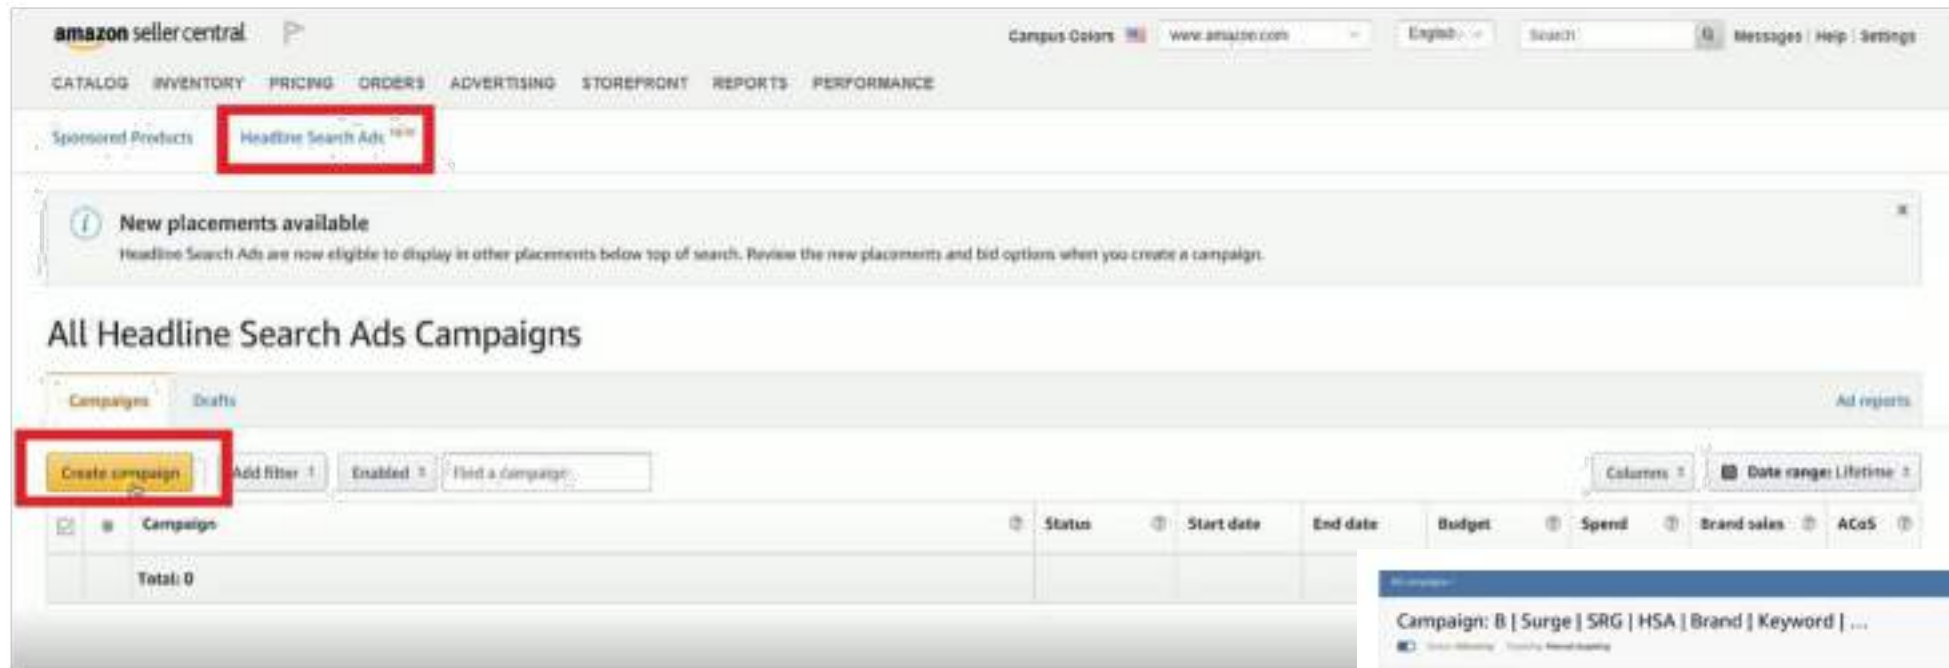 amazon seller central
Campus Colors www.amazon.com English Search Messages | Help | Settings
CATALOG INVENTORY PRICING ORDERS ADVERTISING STOREFRONT REPORTS PERFORMANCE
Sponsored Products Headline Search Ads NEW
New placements available
Headline Search Ads are now eligible to display in other placements below top of search. Review the new placements and bid options when you create a campaign.
All Headline Search Ads Campaigns
Campaigns Drafts Ad reports
Create campaign Add filter Enabled Find a campaign Columns Date range: Lifetime
Campaign Status Start date End date Budget Spend Brand sales ACoS
Total: 0
Campaign: B | Surge | SRG | HSA | Brand | Keyword | ...